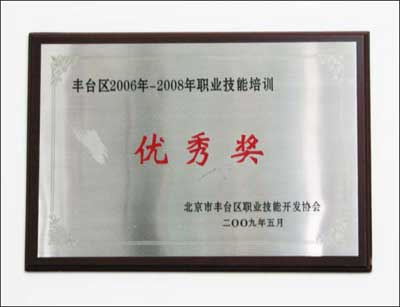 丰台区2006年-2008年职业技能培训
优秀奖
北京市丰台区职业技能开发协会
二〇〇九年五月